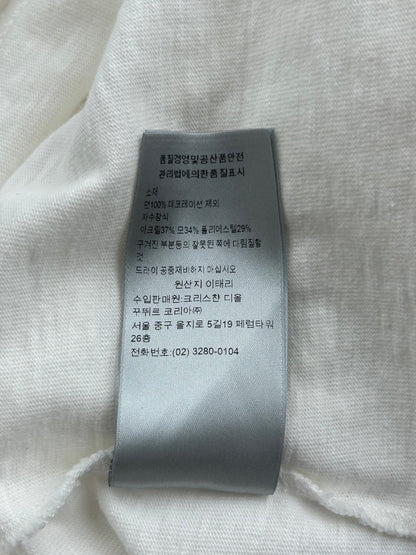 품질경영및공산품안전
관리법에의한품질표시
소재
면100% 데코레이션 제외
자수장식
아크릴37% 모34% 폴리에스텔29%
구겨진 부분등의 잘못된 쪽에 다림질할
것
드라이 공중재비하지 마십시오
원산지 이태리
수입판매원:크리스챤 디올
꾸뛰르 코리아㈜
서울 중구 을지로 5길19 페럼타워
26층
전화번호:(02) 3280-0104